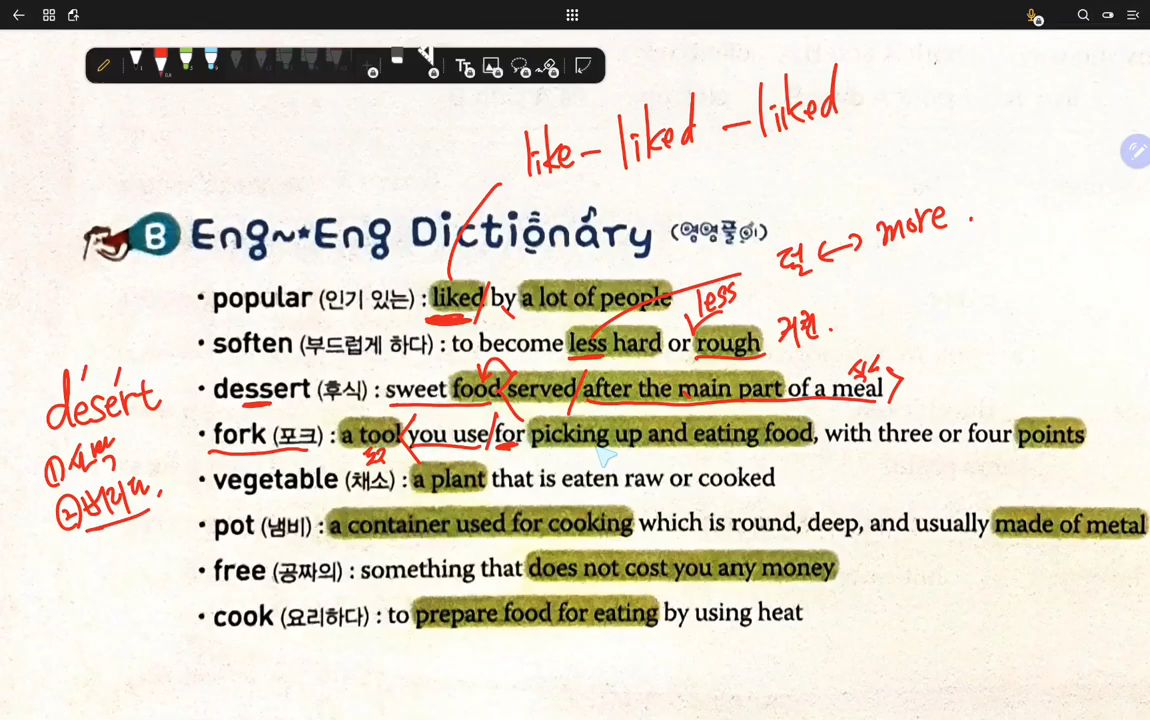 like - liked - liked
B Eng~★Eng Dictionary (영영풀이)
덜 ↔ more .
• popular (인기 있는) : liked by a lot of people
less
• soften (부드럽게 하다) : to become less hard or rough
거친 .
• dessert (후식) : sweet food served after the main part of a meal
식사
desert
① 사막
② 버리다 .
• fork (포크) : a tool you use for picking up and eating food, with three or four points
도구
• vegetable (채소) : a plant that is eaten raw or cooked
• pot (냄비) : a container used for cooking which is round, deep, and usually made of metal
• free (공짜의) : something that does not cost you any money
• cook (요리하다) : to prepare food for eating by using heat